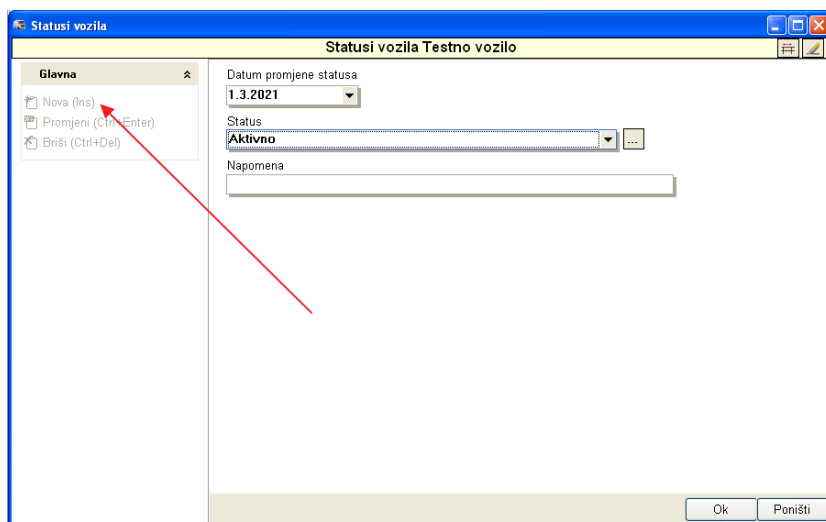 Statusi vozila
Statusi vozila Testno vozilo
Glavna
Nova (Ins)
Promjeni (Ctrl+Enter)
Briši (Ctrl+Del)
Datum promjene statusa
1.3.2021
Status
Aktivno
...
Napomena
Ok
Poništi